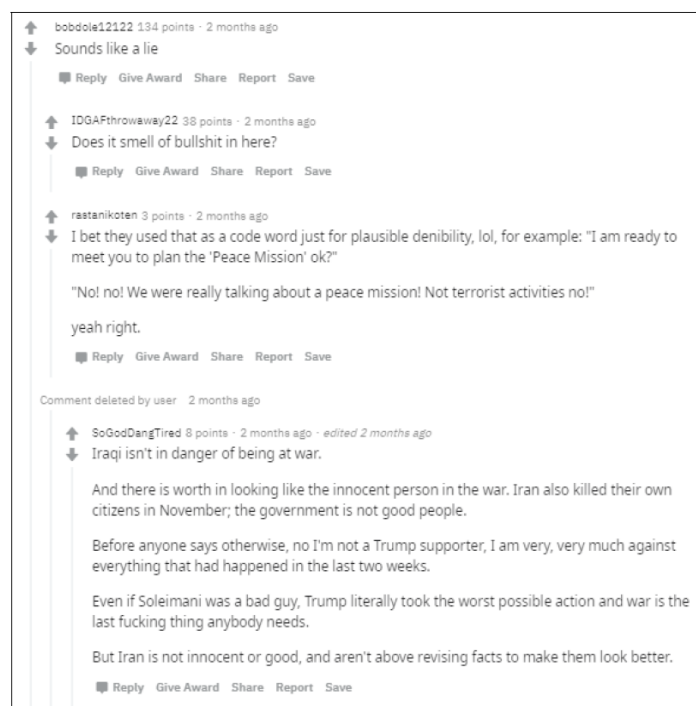 bobdole12122 134 points · 2 months ago
Sounds like a lie
Reply Give Award Share Report Save
IDGAFthrowaway22 38 points · 2 months ago
Does it smell of bullshit in here?
Reply Give Award Share Report Save
rastanikoten 3 points · 2 months ago
I bet they used that as a code word just for plausible denibility, lol, for example: "I am ready to
meet you to plan the 'Peace Mission' ok?"
"No! no! We were really talking about a peace mission! Not terrorist activities no!"
yeah right.
Reply Give Award Share Report Save
Comment deleted by user 2 months ago
SoGodDangTired 8 points · 2 months ago · edited 2 months ago
Iraqi isn't in danger of being at war.
And there is worth in looking like the innocent person in the war. Iran also killed their own
citizens in November; the government is not good people.
Before anyone says otherwise, no I'm not a Trump supporter, I am very, very much against
everything that had happened in the last two weeks.
Even if Soleimani was a bad guy, Trump literally took the worst possible action and war is the
last fucking thing anybody needs.
But Iran is not innocent or good, and aren't above revising facts to make them look better.
Reply Give Award Share Report Save